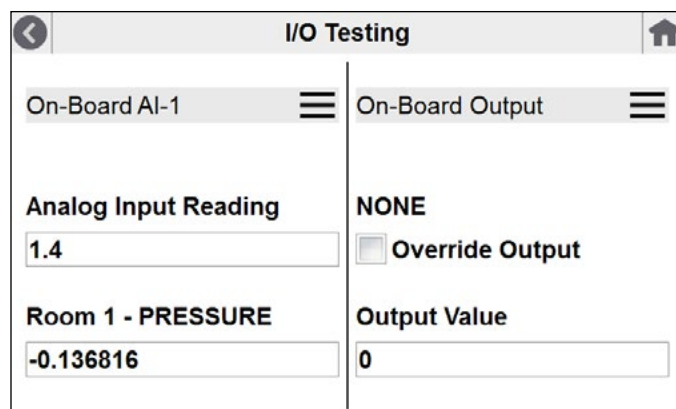 I/O Testing
On-Board AI-1
Analog Input Reading
1.4
Room 1 - PRESSURE
-0.136816
On-Board Output
NONE
Override Output
Output Value
0